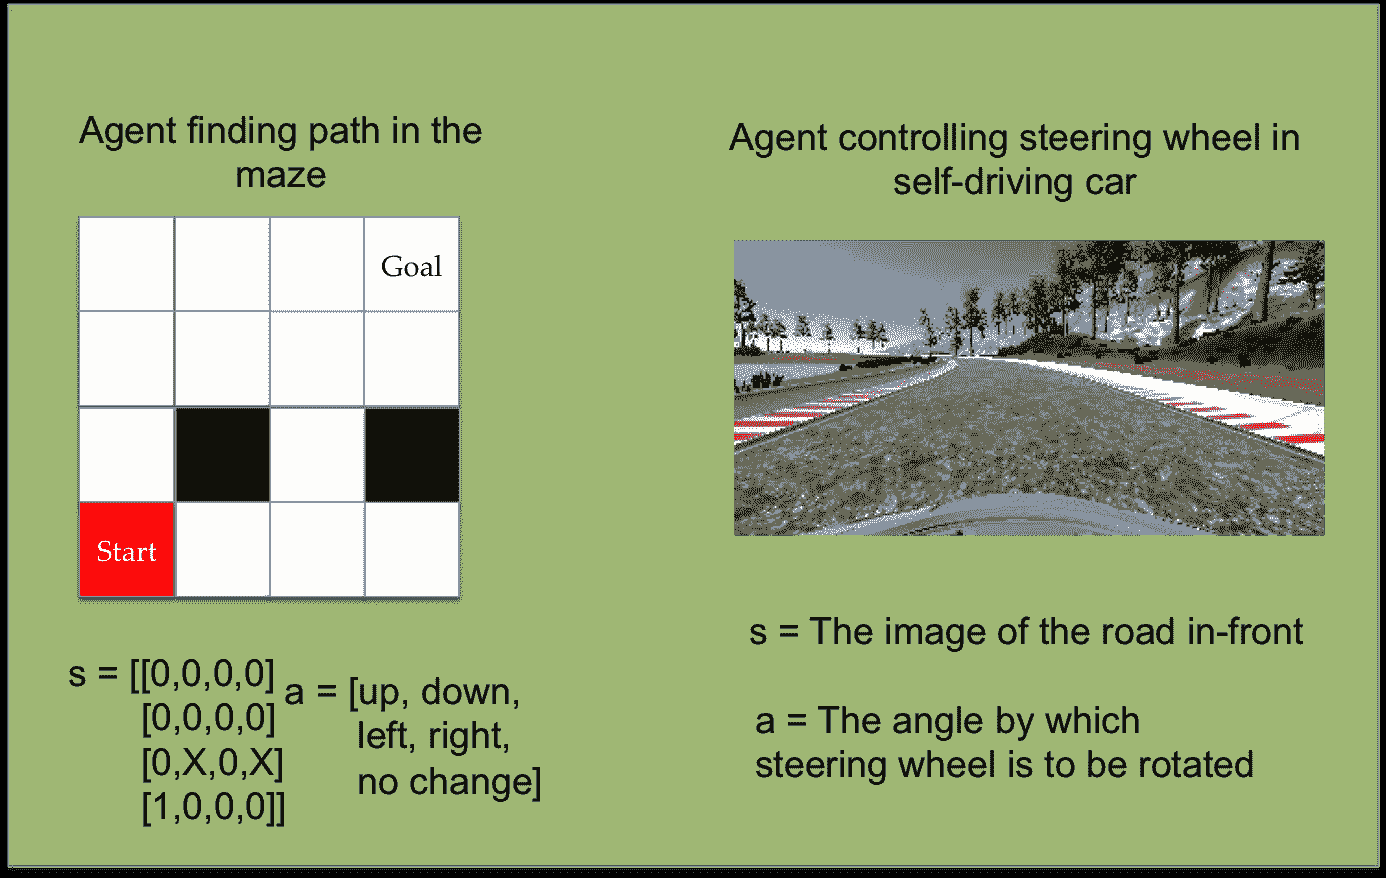 Agent finding path in the
maze
Goal
Start
s = [[0,0,0,0]
[0,0,0,0]
[0,X,0,X]
[1,0,0,0]]
a = [up, down,
left, right,
no change]
Agent controlling steering wheel in
self-driving car
s = The image of the road in-front
a = The angle by which
steering wheel is to be rotated